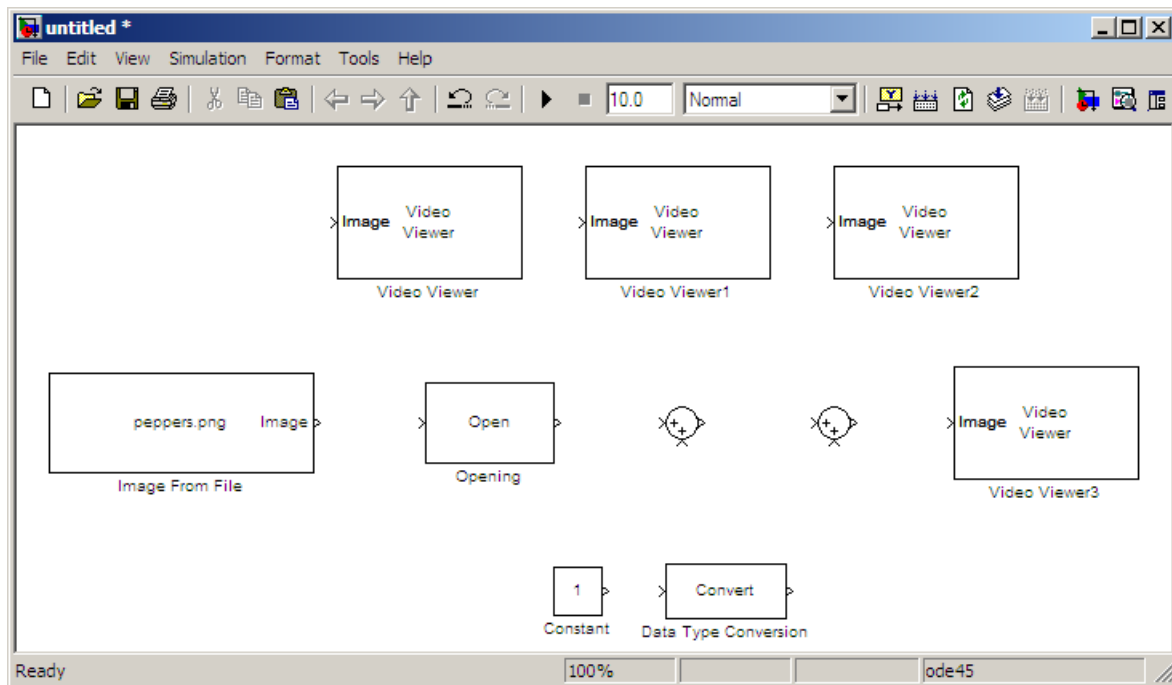 untitled *
File Edit View Simulation Format Tools Help
10.0 Normal
Image Video Viewer
Video Viewer
Image Video Viewer
Video Viewer1
Image Video Viewer
Video Viewer2
peppers.png Image
Image From File
Open
Opening
+
+
+
+
Image Video Viewer
Video Viewer3
1
Constant
Convert
Data Type Conversion
Ready 100% ode45